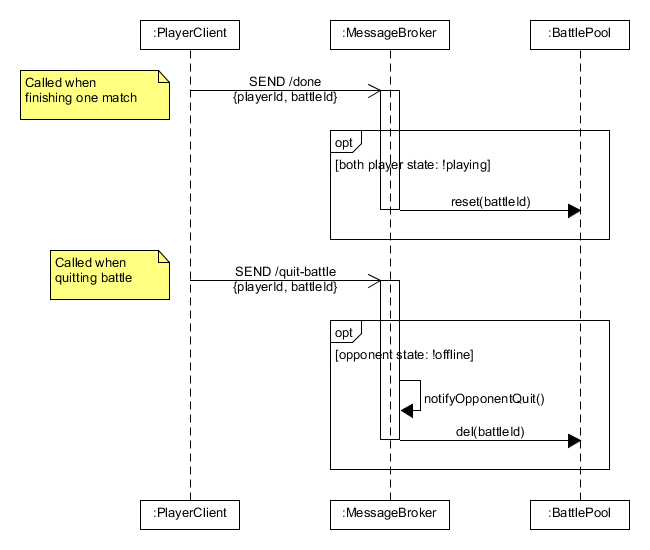 :PlayerClient
:MessageBroker
:BattlePool
Called when
finishing one match
SEND /done
{playerId, battleId}
opt
[both player state: !playing]
reset(battleId)
Called when
quitting battle
SEND /quit-battle
{playerId, battleId}
opt
[opponent state: !offline]
notifyOpponentQuit()
del(battleId)
:PlayerClient
:MessageBroker
:BattlePool